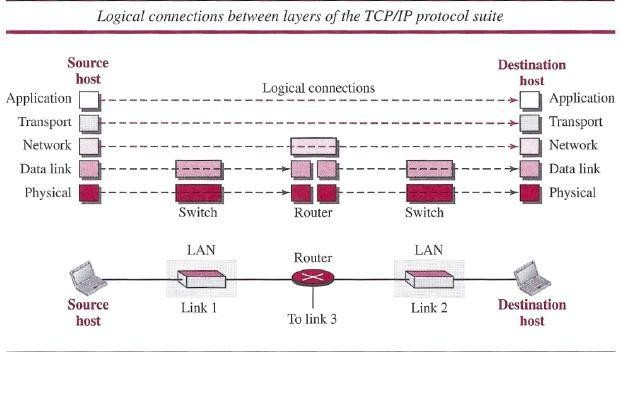 Logical connections between layers of the TCP/IP protocol suite
Source
host
Destination
host
Logical connections
Application
Application
Transport
Transport
Network
Network
Data link
Data link
Physical
Physical
Switch
Router
Switch
LAN
Router
LAN
Source
host
Link 1
To link 3
Link 2
Destination
host